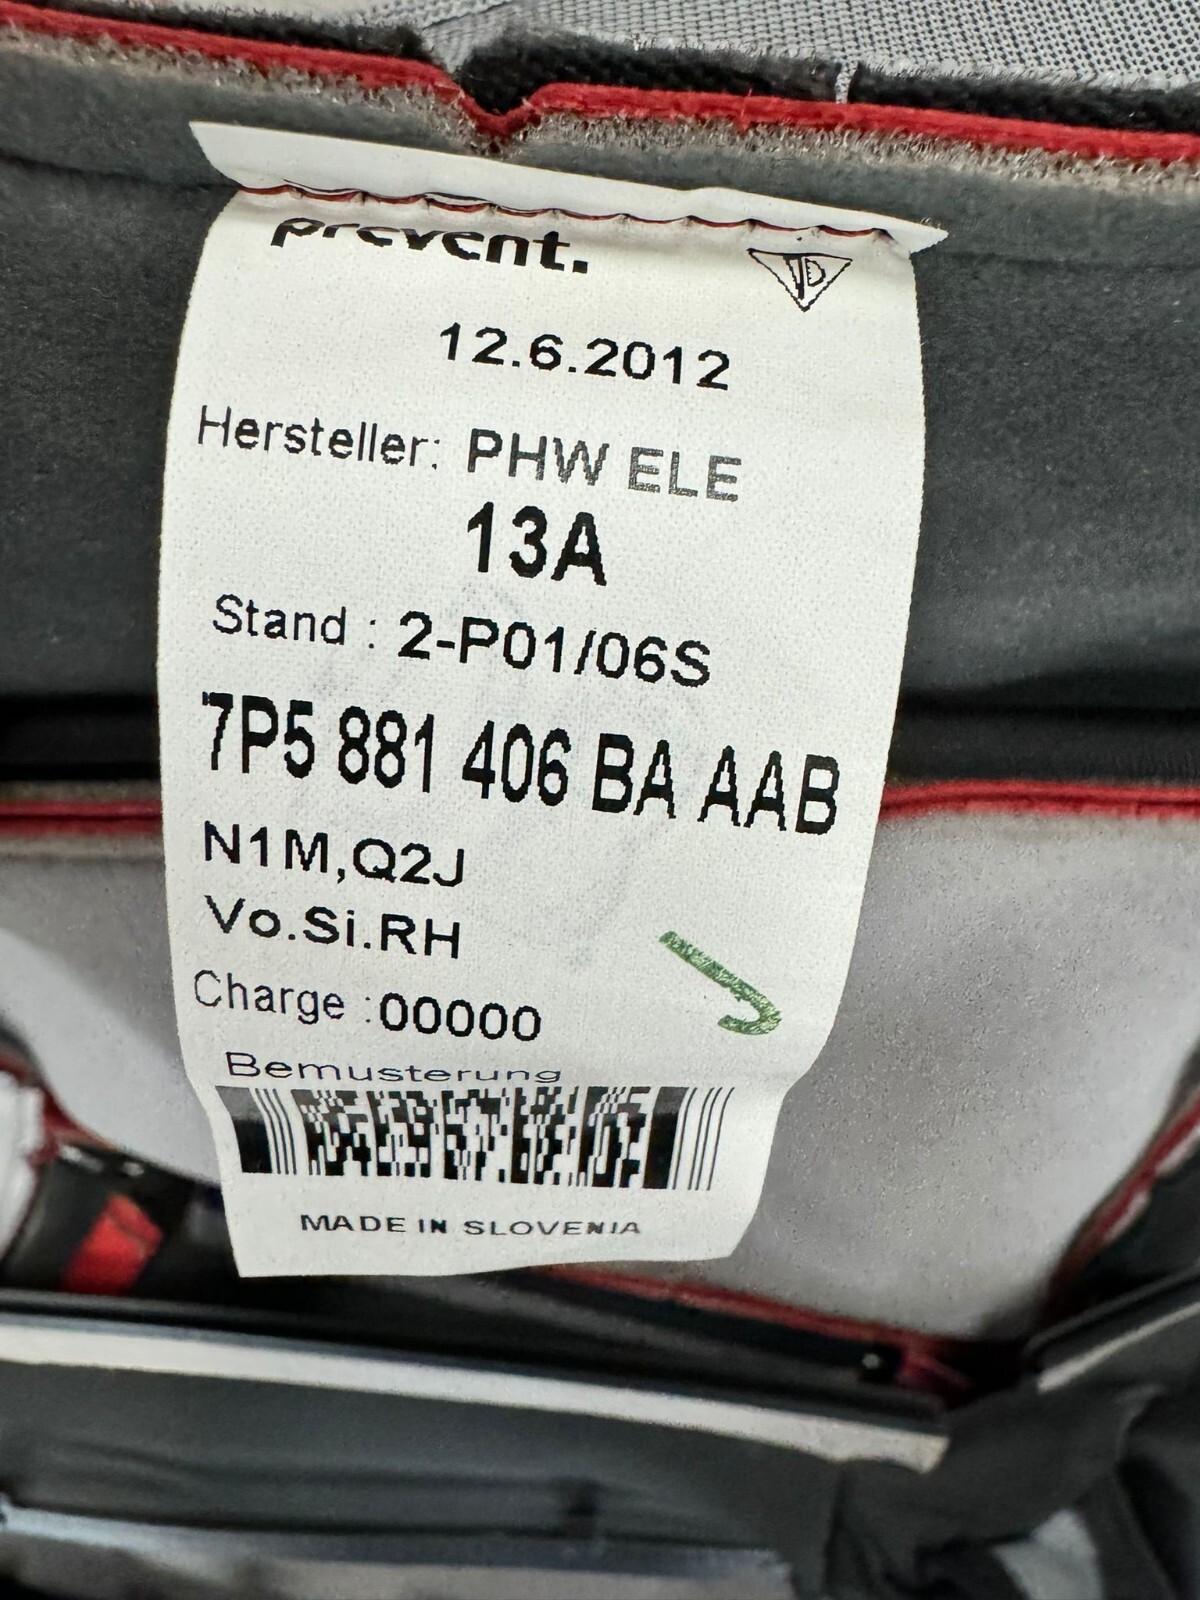 prevent.
12.6.2012
Hersteller: PHW ELE
13A
Stand : 2-P01/06S
7P5 881 406 BA AAB
N1M,Q2J
Vo.Si.RH
Charge :00000
Bemusterung
MADE IN SLOVENIA